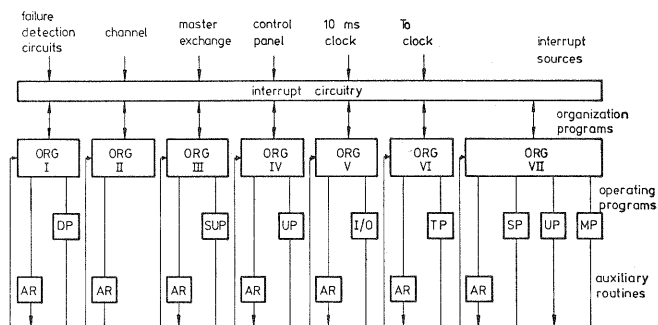 failure
detection
circuits
channel
master
exchange
control
panel
10 ms
clock
To
clock
interrupt
sources
interrupt circuitry
organization
programs
ORG
I
ORG
II
ORG
III
ORG
IV
ORG
V
ORG
VI
ORG
VII
operating
programs
DP
SUP
UP
I/O
TP
SP
UP
MP
auxiliary
routines
AR
AR
AR
AR
AR
AR
AR